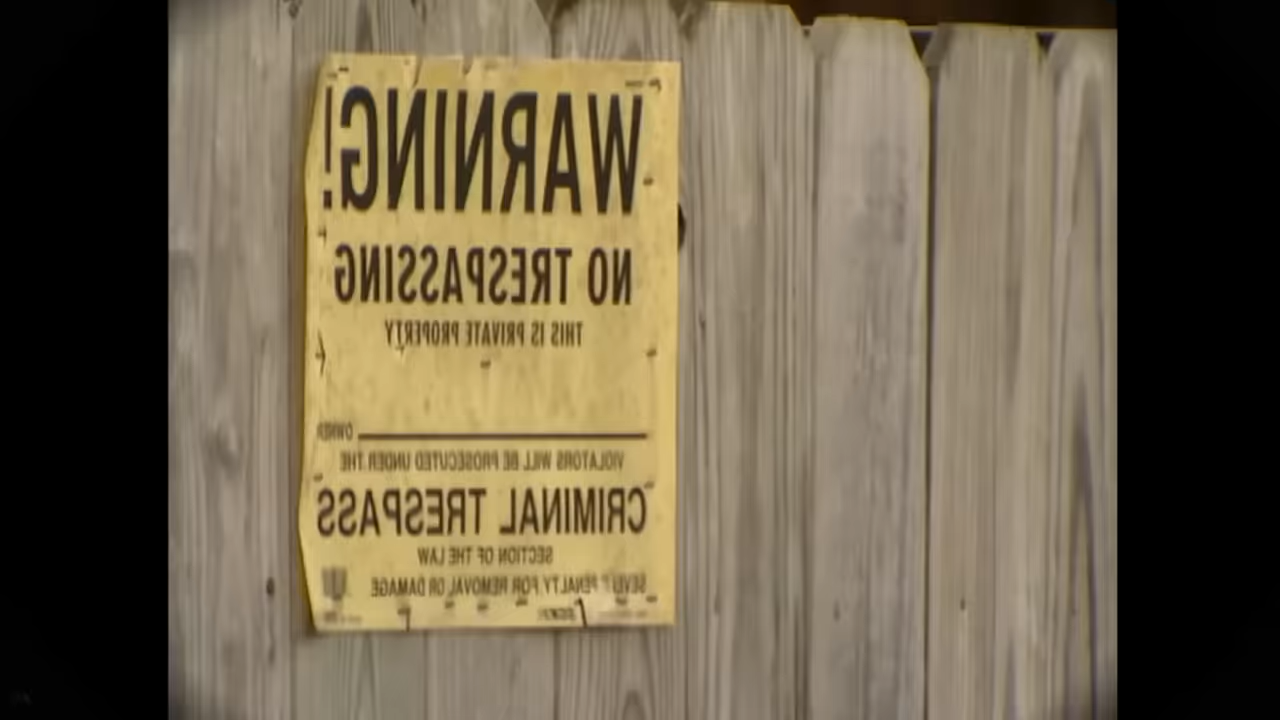 WARNING!
NO TRESPASSING
THIS IS PRIVATE PROPERTY
OWNER
VIOLATORS WILL BE PROSECUTED UNDER THE
CRIMINAL TRESPASS
SECTION OF THE LAW
SEVERE PENALTY FOR REMOVAL OR DAMAGE